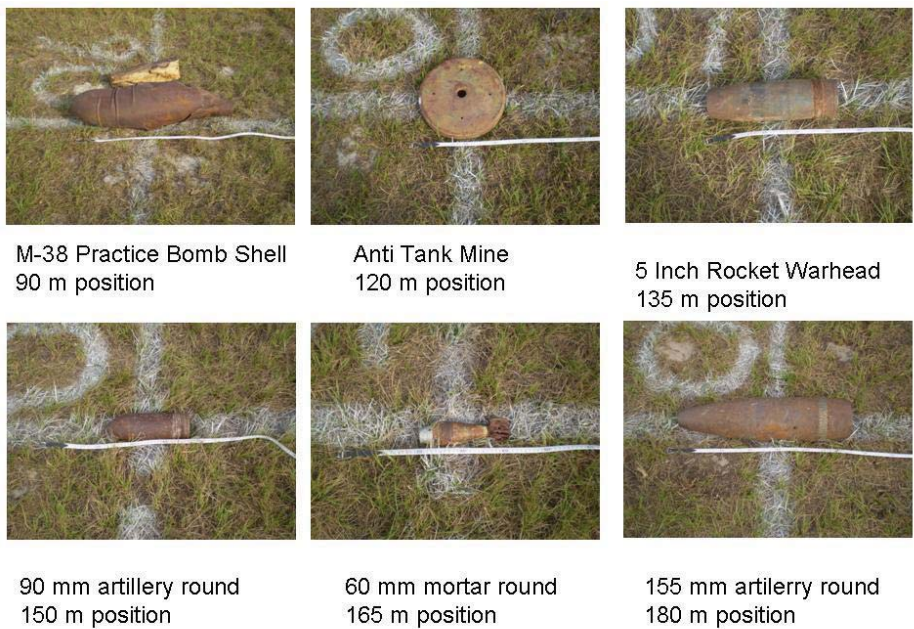 M-38 Practice Bomb Shell
90 m position
Anti Tank Mine
120 m position
5 Inch Rocket Warhead
135 m position
90 mm artillery round
150 m position
60 mm mortar round
165 m position
155 mm artilerry round
180 m position